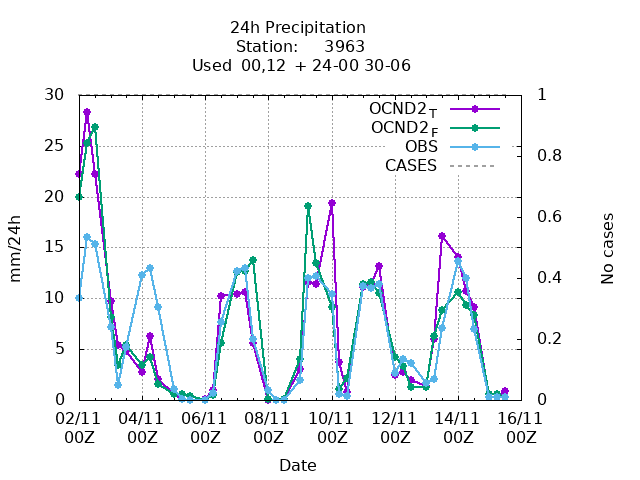 24h Precipitation
Station: 3963
Used 00,12 + 24-00 30-06
OCND2T
OCND2F
OBS
CASES
30
25
20
15
10
5
0
1
0.8
0.6
0.4
0.2
0
mm/24h
No cases
02/11 04/11 06/11 08/11 10/11 12/11 14/11 16/11
00Z 00Z 00Z 00Z 00Z 00Z 00Z 00Z
Date